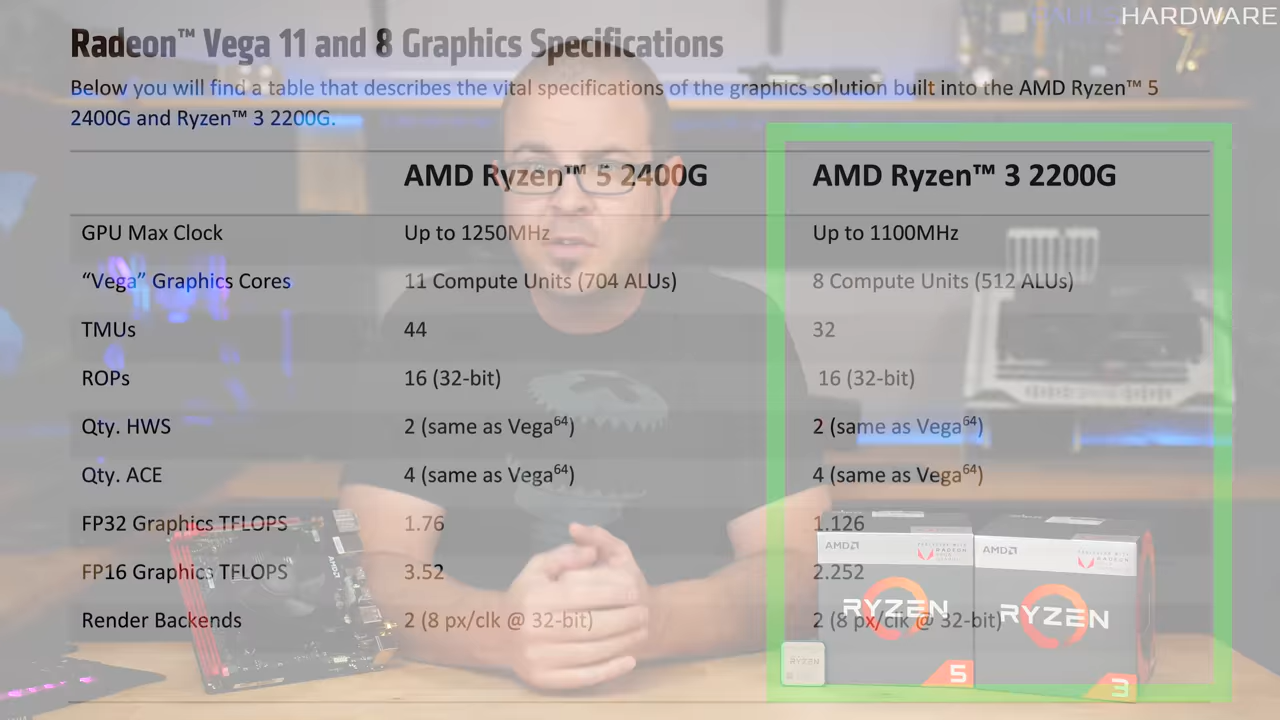 PAULS HARDWARE
Radeon™ Vega 11 and 8 Graphics Specifications
Below you will find a table that describes the vital specifications of the graphics solution built into the AMD Ryzen™ 5
2400G and Ryzen™ 3 2200G.
AMD Ryzen™ 5 2400G AMD Ryzen™ 3 2200G
GPU Max Clock Up to 1250MHz Up to 1100MHz
“Vega” Graphics Cores 11 Compute Units (704 ALUs) 8 Compute Units (512 ALUs)
TMUs 44 32
ROPs 16 (32-bit) 16 (32-bit)
Qty. HWS 2 (same as Vega⁶⁴) 2 (same as Vega⁶⁴)
Qty. ACE 4 (same as Vega⁶⁴) 4 (same as Vega⁶⁴)
FP32 Graphics TFLOPS 1.76 1.126
FP16 Graphics TFLOPS 3.52 2.252
Render Backends 2 (8 px/clk @ 32-bit) 2 (8 px/clk @ 32-bit)
AMD AMD
RADEON
RYZEN RYZEN
RYZEN
5 3